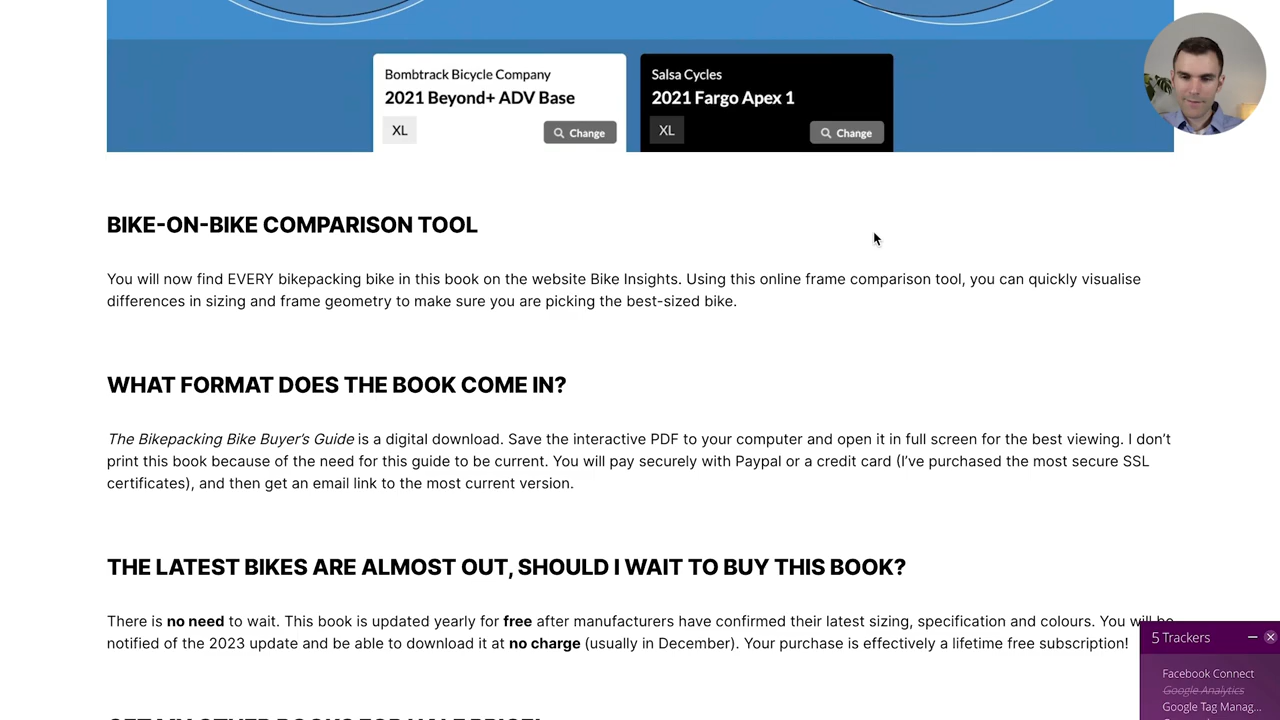 Bombtrack Bicycle Company
2021 Beyond+ ADV Base
XL
Change
Salsa Cycles
2021 Fargo Apex 1
XL
Change
BIKE-ON-BIKE COMPARISON TOOL
You will now find EVERY bikepacking bike in this book on the website Bike Insights. Using this online frame comparison tool, you can quickly visualise
differences in sizing and frame geometry to make sure you are picking the best-sized bike.
WHAT FORMAT DOES THE BOOK COME IN?
The Bikepacking Bike Buyer's Guide is a digital download. Save the interactive PDF to your computer and open it in full screen for the best viewing. I don't
print this book because of the need for this guide to be current. You will pay securely with Paypal or a credit card (I've purchased the most secure SSL
certificates), and then get an email link to the most current version.
THE LATEST BIKES ARE ALMOST OUT, SHOULD I WAIT TO BUY THIS BOOK?
There is no need to wait. This book is updated yearly for free after manufacturers have confirmed their latest sizing, specification and colours. You will be
notified of the 2023 update and be able to download it at no charge (usually in December). Your purchase is effectively a lifetime free subscription!
GET MY OTHER BOOKS FOR HALF PRICE!
5 Trackers
Facebook Connect
Google Analytics
Google Tag Manag...